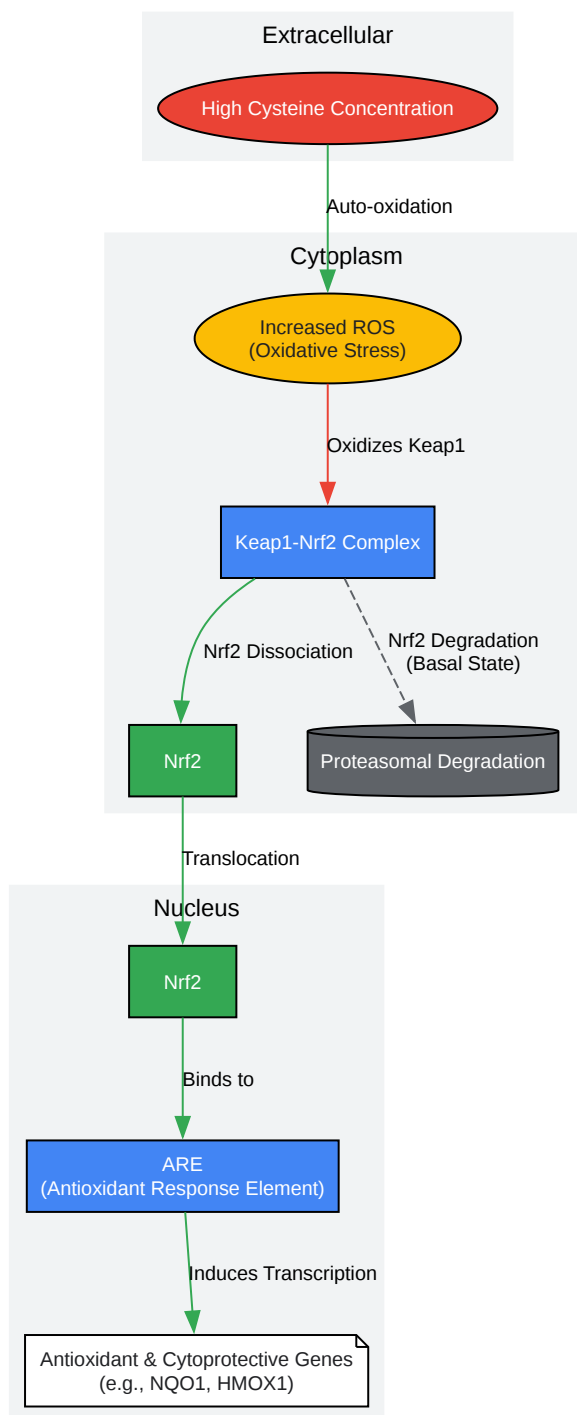 Extracellular
High Cysteine Concentration
Auto-oxidation
Cytoplasm
Increased ROS
(Oxidative Stress)
Oxidizes Keap1
Keap1-Nrf2 Complex
Nrf2 Dissociation
Nrf2 Degradation
(Basal State)
Nrf2
Proteasomal Degradation
Translocation
Nucleus
Nrf2
Binds to
ARE
(Antioxidant Response Element)
Induces Transcription
Antioxidant & Cytoprotective Genes
(e.g., NQO1, HMOX1)